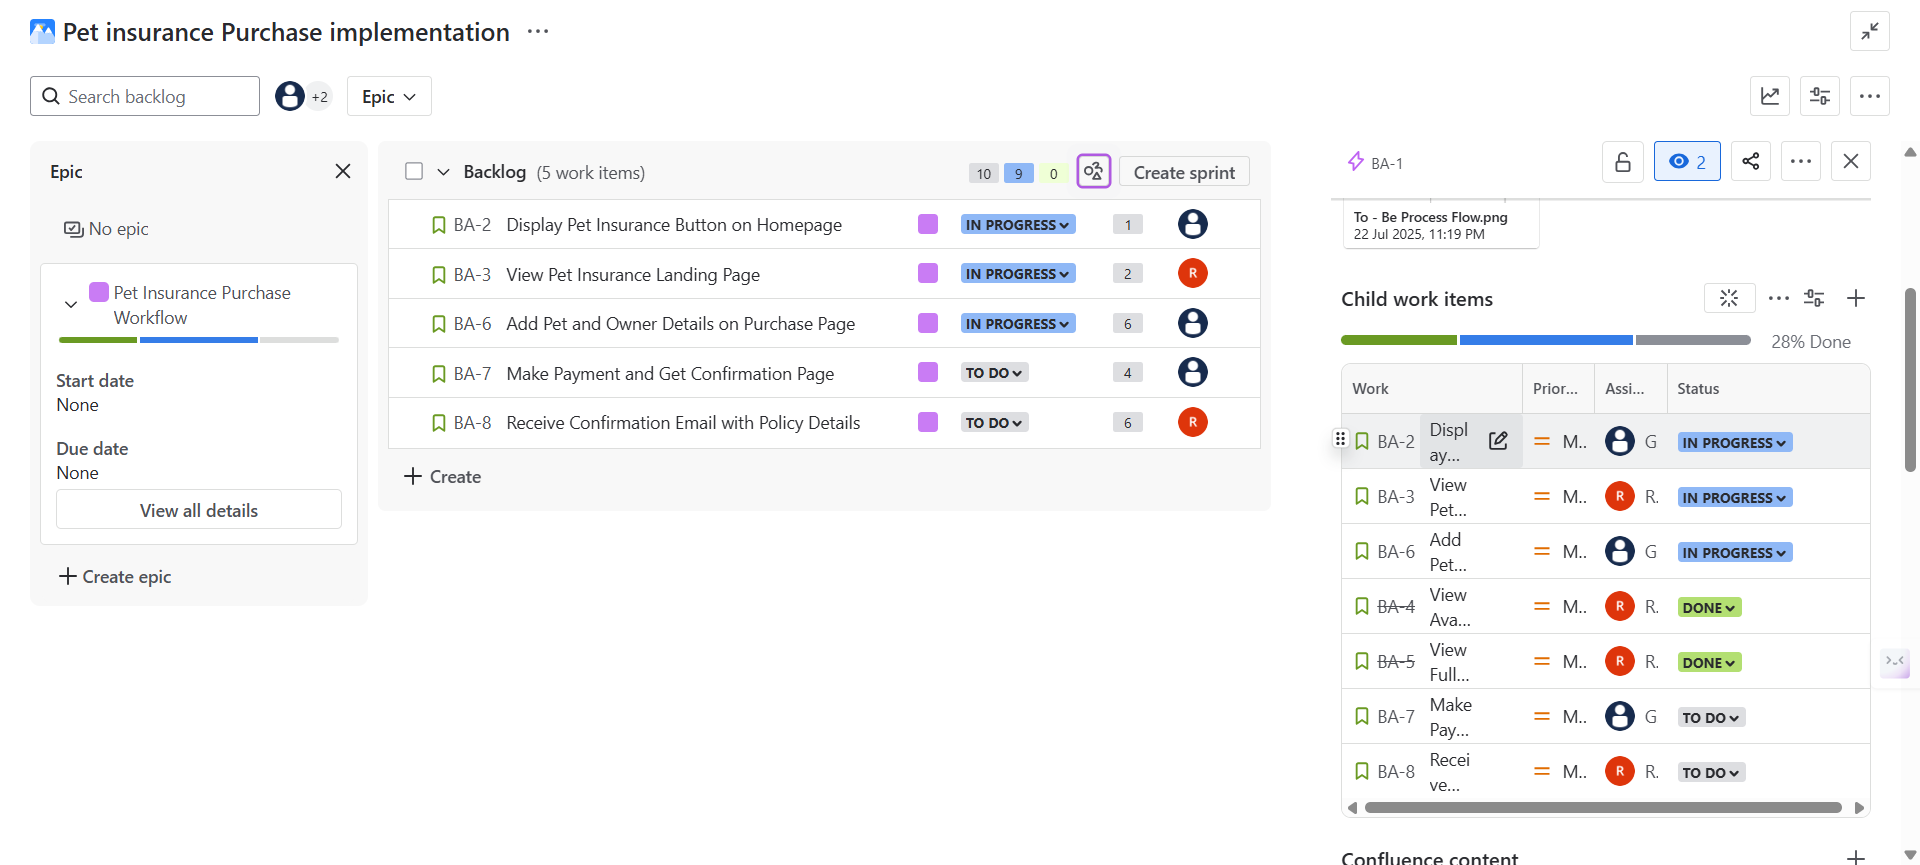 Pet insurance Purchase implementation
Search backlog
+2
Epic
Epic
No epic
Pet Insurance Purchase
Workflow
Start date
None
Due date
None
View all details
Create epic
Backlog (5 work items)
10 9 0
Create sprint
BA-2 Display Pet Insurance Button on Homepage IN PROGRESS 1
BA-3 View Pet Insurance Landing Page IN PROGRESS 2 R
BA-6 Add Pet and Owner Details on Purchase Page IN PROGRESS 6
BA-7 Make Payment and Get Confirmation Page TO DO 4
BA-8 Receive Confirmation Email with Policy Details TO DO 6 R
Create
BA-1
2
To - Be Process Flow.png
22 Jul 2025, 11:19 PM
Child work items
28% Done
Work Prior... Assi... Status
BA-2 Displ
ay... M.. G IN PROGRESS
BA-3 View
Pet... M.. R R. IN PROGRESS
BA-6 Add
Pet... M.. G IN PROGRESS
BA-4 View
Ava... M.. R R. DONE
BA-5 View
Full... M.. R R. DONE
BA-7 Make
Pay... M.. G TO DO
BA-8 Recei
ve... M.. R R. TO DO
Confluence content